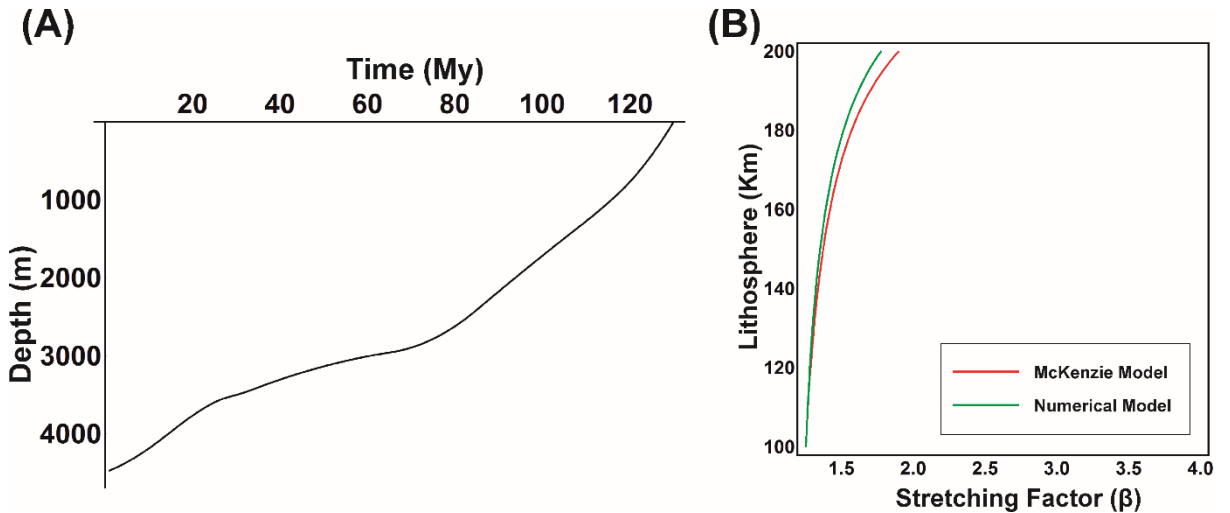 (A)
Time (My)
20 40 60 80 100 120
1000
2000
3000
4000
Depth (m)
(B)
200
180
160
140
120
100
Lithosphere (Km)
McKenzie Model
Numerical Model
1.5 2.0 2.5 3.0 3.5 4.0
Stretching Factor (β)